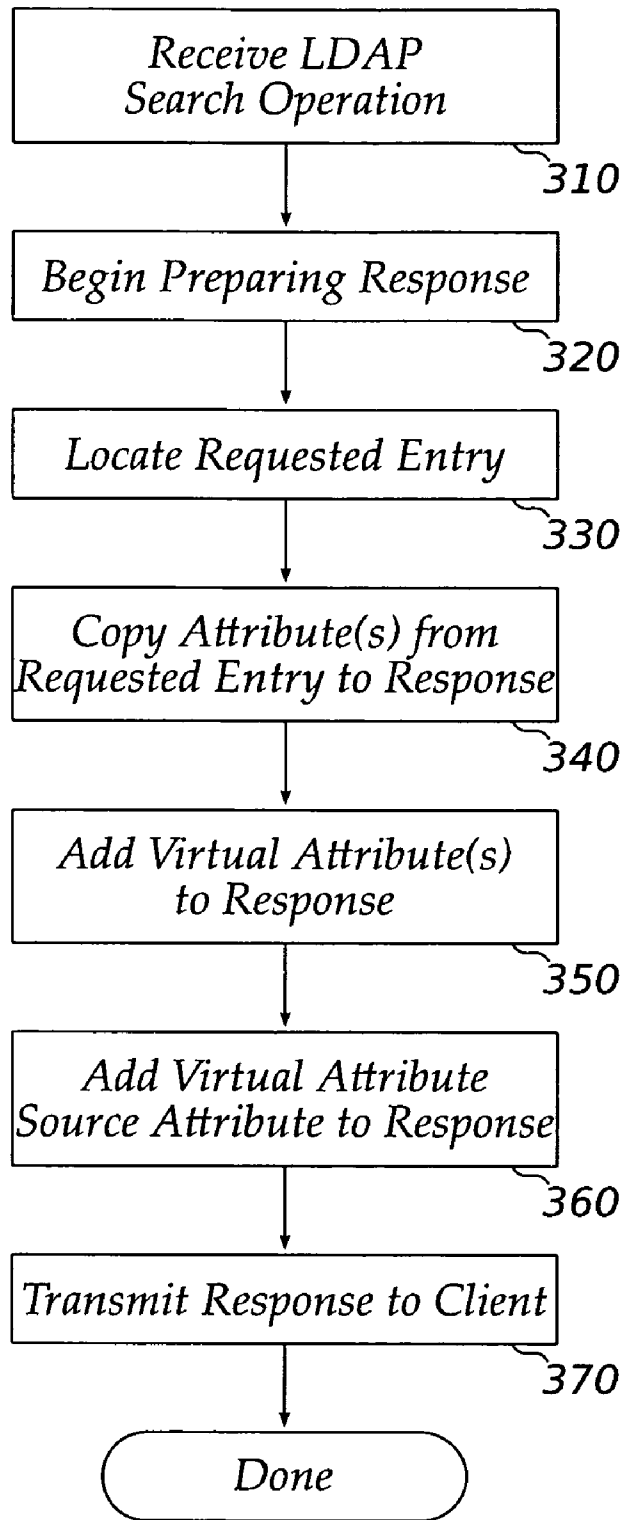 Receive LDAP
Search Operation
310
Begin Preparing Response
320
Locate Requested Entry
330
Copy Attribute(s) from
Requested Entry to Response
340
Add Virtual Attribute(s)
to Response
350
Add Virtual Attribute
Source Attribute to Response
360
Transmit Response to Client
370
Done